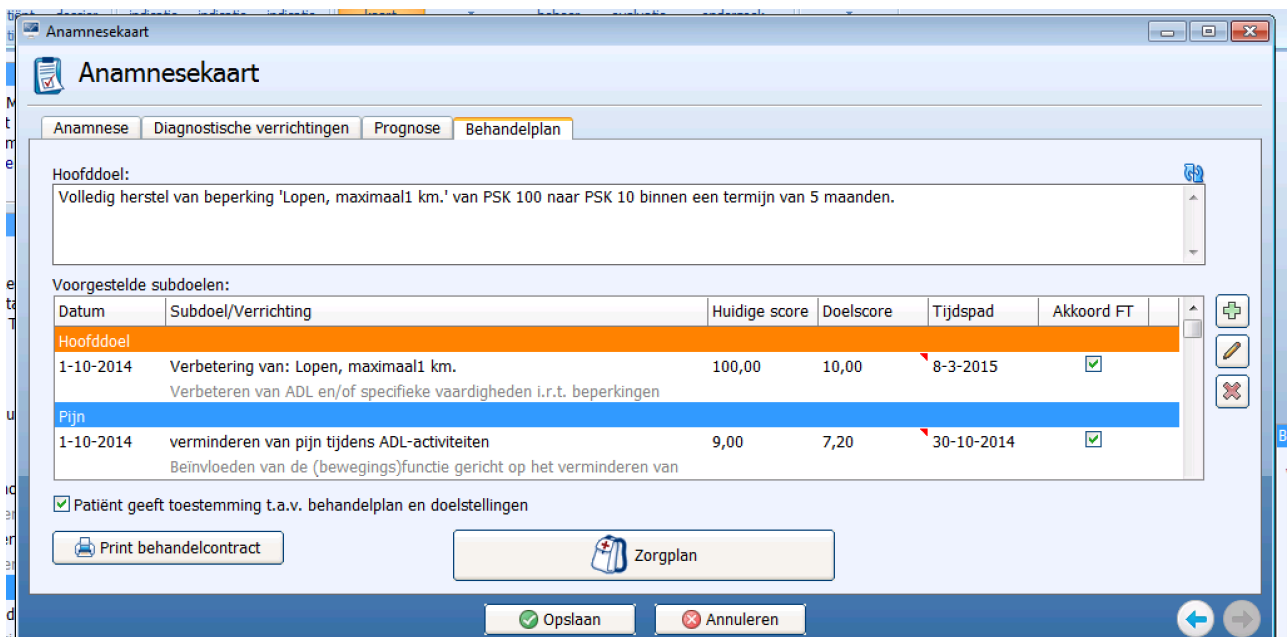 Anamnesekaart
Anamnesekaart
Anamnese Diagnostische verrichtingen Prognose Behandelplan
Hoofddoel:
Volledig herstel van beperking 'Lopen, maximaal1 km.' van PSK 100 naar PSK 10 binnen een termijn van 5 maanden.
Voorgestelde subdoelen:
Datum Subdoel/Verrichting Huidige score Doelscore Tijdspad Akkoord FT
Hoofddoel
1-10-2014 Verbetering van: Lopen, maximaal1 km. 100,00 10,00 8-3-2015
Verbeteren van ADL en/of specifieke vaardigheden i.r.t. beperkingen
Pijn
1-10-2014 verminderen van pijn tijdens ADL-activiteiten 9,00 7,20 30-10-2014
Beïnvloeden van de (bewegings)functie gericht op het verminderen van
Patiënt geeft toestemming t.a.v. behandelplan en doelstellingen
Print behandelcontract Zorgplan
Opslaan Annuleren